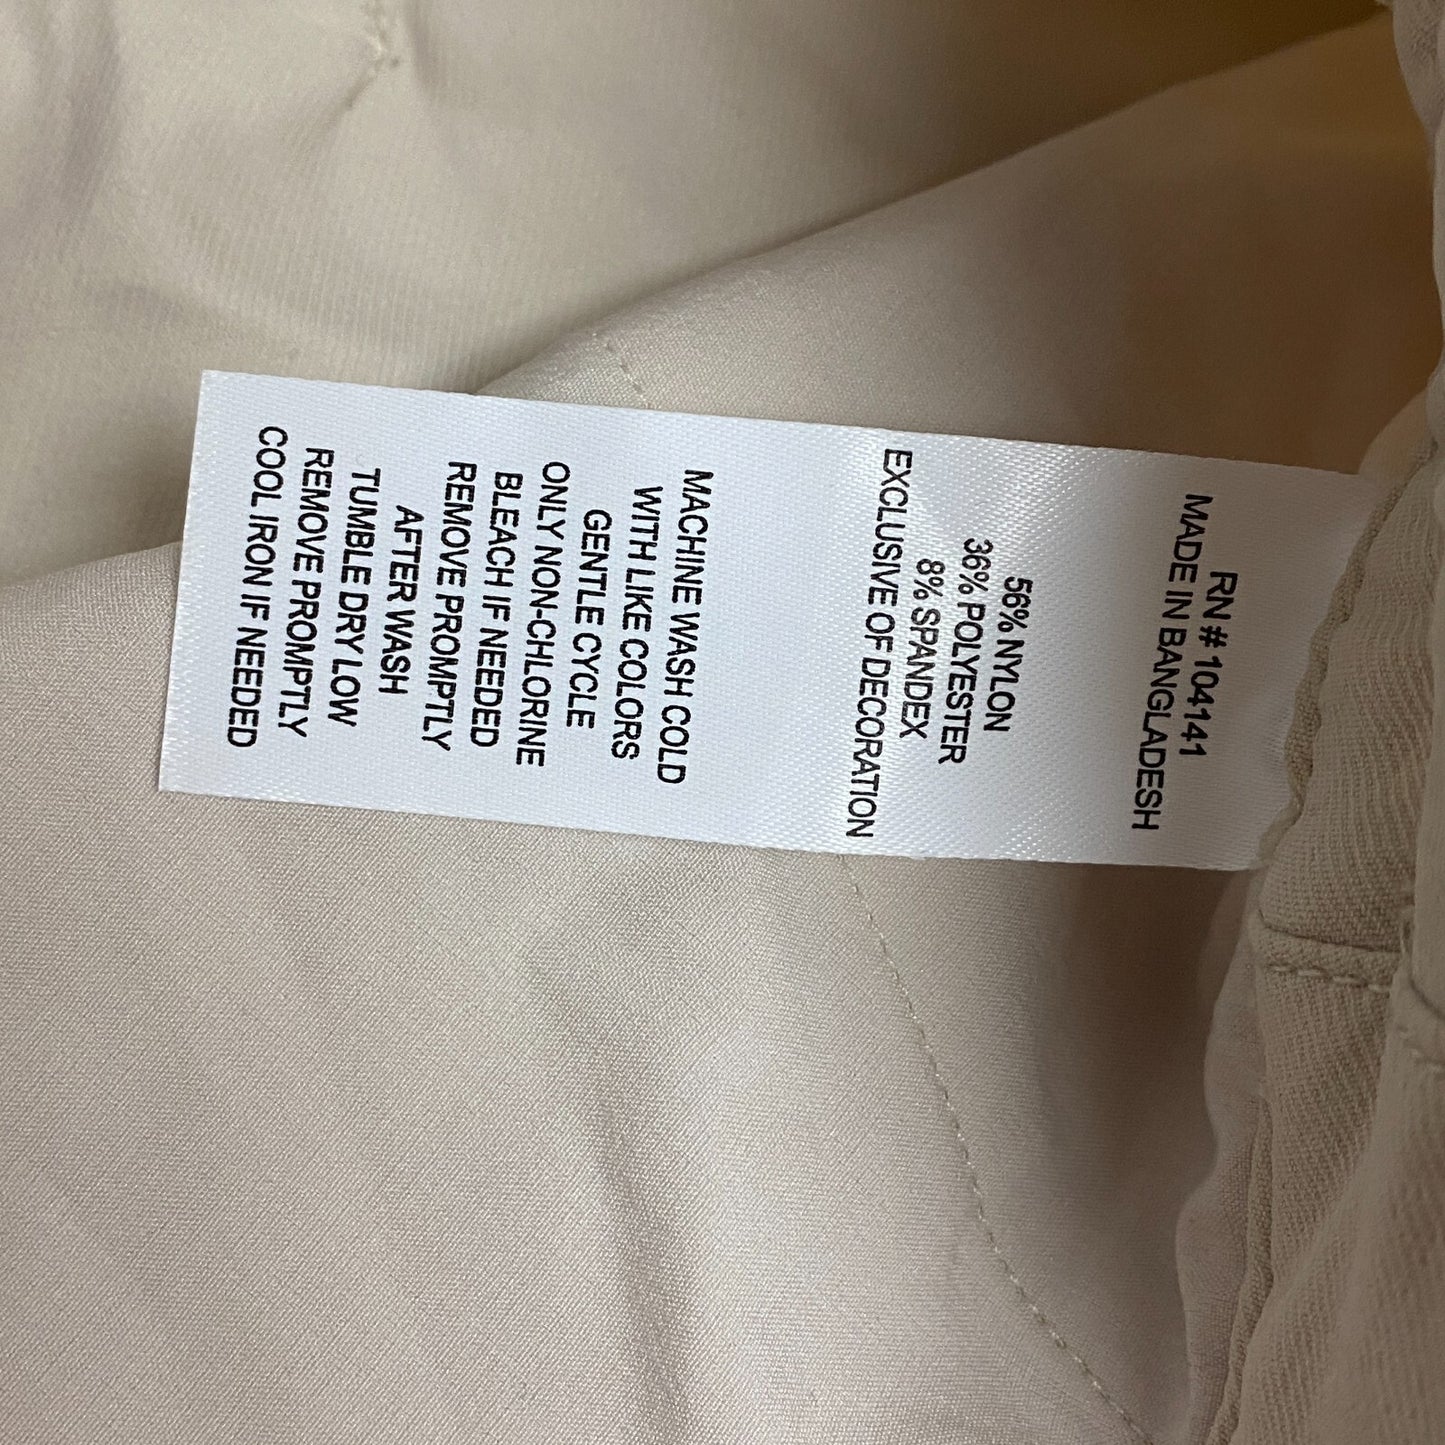 RN # 104141
MADE IN BANGLADESH
56% NYLON
36% POLYESTER
8% SPANDEX
EXCLUSIVE OF DECORATION
MACHINE WASH COLD
WITH LIKE COLORS
GENTLE CYCLE
ONLY NON-CHLORINE
BLEACH IF NEEDED
REMOVE PROMPTLY
AFTER WASH
TUMBLE DRY LOW
REMOVE PROMPTLY
COOL IRON IF NEEDED